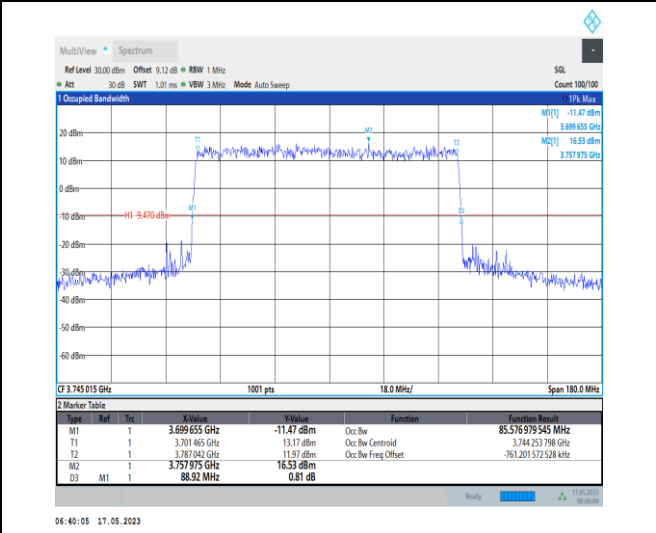 MultiView Spectrum
Ref Level 30.00 dBm Offset 9.12 dB RBW 1 MHz SGL
Att 30 dB SWT 1.01 ms VBW 3 MHz Mode Auto Sweep Count 100/100
1 Occupied Bandwidth 1Pk Max
M1[1] -11.47 dBm
3.699 655 GHz
M2[1] 16.53 dBm
3.757 975 GHz
20 dBm
M2
T1
T2
10 dBm
0 dBm
M1
D3
-10 dBm
H1 -9.470 dBm
-20 dBm
-30 dBm
-40 dBm
-50 dBm
-60 dBm
CF 3.745 015 GHz 1001 pts 18.0 MHz/ Span 180.0 MHz
2 Marker Table
Type Ref Trc X-Value Y-Value Function Function Result
M1 1 3.699 655 GHz -11.47 dBm Occ Bw 85.576 979 545 MHz
T1 1 3.701 465 GHz 13.17 dBm Occ Bw Centroid 3.744 253 798 GHz
T2 1 3.787 042 GHz 11.97 dBm Occ Bw Freq Offset -761.201 572 528 kHz
M2 1 3.757 975 GHz 16.53 dBm
D3 M1 1 88.92 MHz 0.81 dB
Ready 17.05.2023
06:40:04
06:40:05 17.05.2023